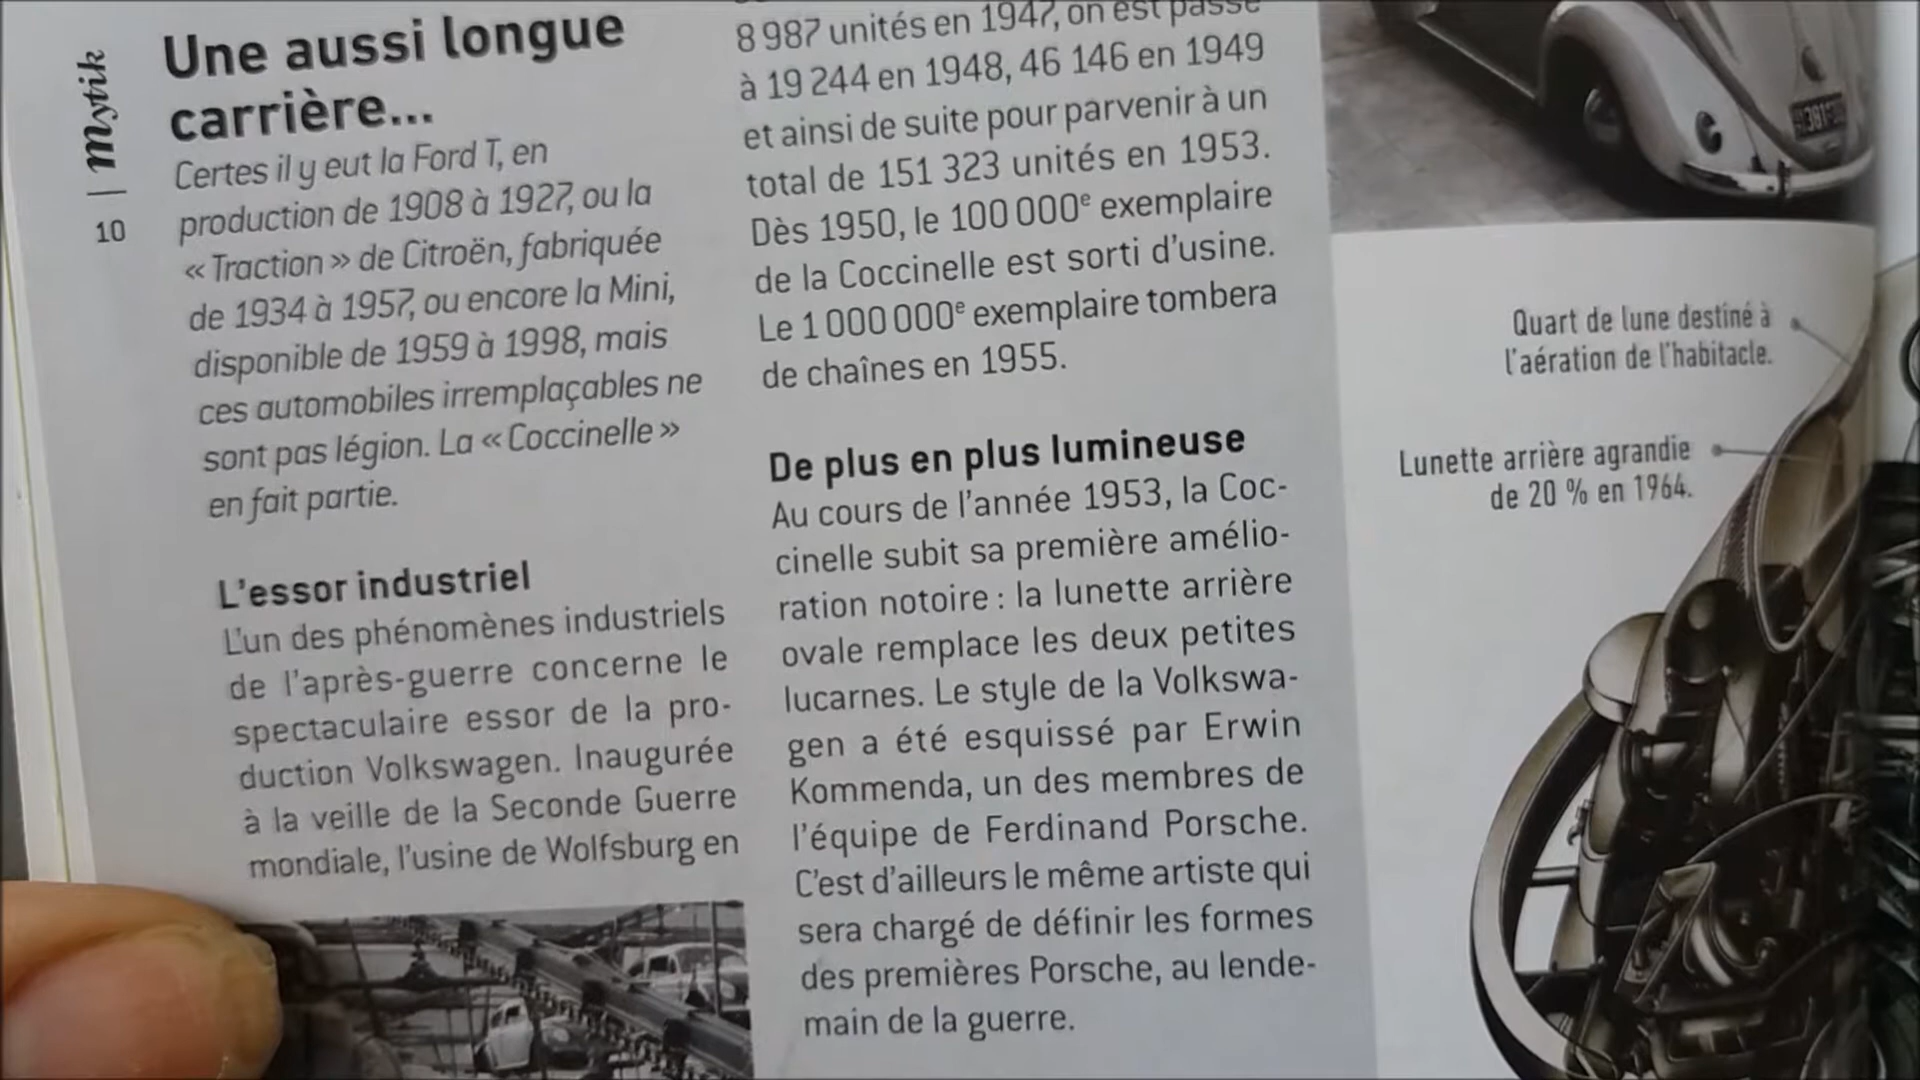 Mytik
10
Une aussi longue
carrière...
Certes il y eut la Ford T, en
production de 1908 à 1927, ou la
« Traction » de Citroën, fabriquée
de 1934 à 1957, ou encore la Mini,
disponible de 1959 à 1998, mais
ces automobiles irremplaçables ne
sont pas légion. La « Coccinelle »
en fait partie.
L'essor industriel
L'un des phénomènes industriels
de l'après-guerre concerne le
spectaculaire essor de la pro-
duction Volkswagen. Inaugurée
à la veille de la Seconde Guerre
mondiale, l'usine de Wolfsburg en
8 987 unités en 1947, on est passé
à 19 244 en 1948, 46 146 en 1949
et ainsi de suite pour parvenir à un
total de 151 323 unités en 1953.
Dès 1950, le 100 000e exemplaire
de la Coccinelle est sorti d'usine.
Le 1 000 000e exemplaire tombera
de chaînes en 1955.
De plus en plus lumineuse
Au cours de l'année 1953, la Coc-
cinelle subit sa première amélio-
ration notoire : la lunette arrière
ovale remplace les deux petites
lucarnes. Le style de la Volkswa-
gen a été esquissé par Erwin
Kommenda, un des membres de
l'équipe de Ferdinand Porsche.
C'est d'ailleurs le même artiste qui
sera chargé de définir les formes
des premières Porsche, au lende-
main de la guerre.
Quart de lune destiné à
l'aération de l'habitacle.
Lunette arrière agrandie
de 20 % en 1964.